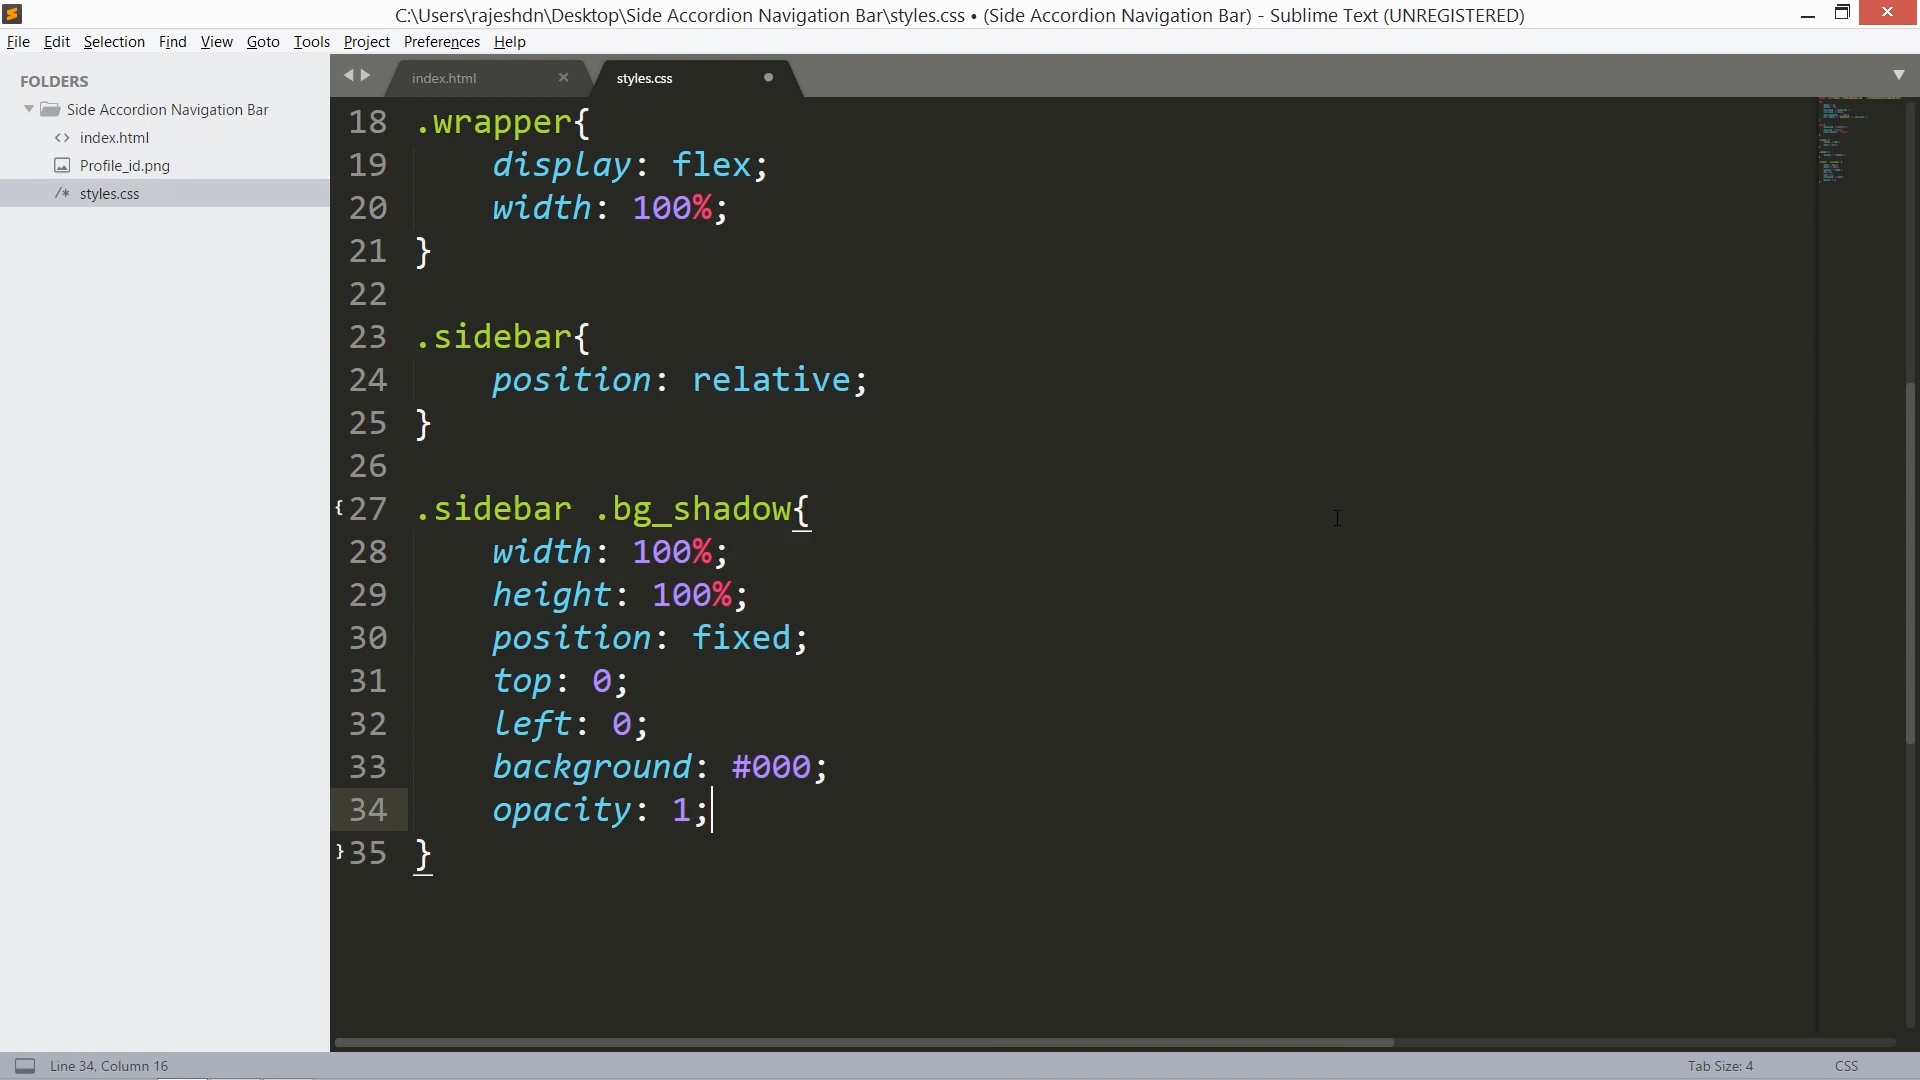 C:\Users\rajeshdn\Desktop\Side Accordion Navigation Bar\styles.css • (Side Accordion Navigation Bar) - Sublime Text (UNREGISTERED)
File Edit Selection Find View Goto Tools Project Preferences Help
FOLDERS
Side Accordion Navigation Bar
<> index.html
Profile_id.png
/* styles.css
index.html
styles.css
18 .wrapper{
19 display: flex;
20 width: 100%;
21 }
22
23 .sidebar{
24 position: relative;
25 }
26
27 .sidebar .bg_shadow{
28 width: 100%;
29 height: 100%;
30 position: fixed;
31 top: 0;
32 left: 0;
33 background: #000;
34 opacity: 1;
35 }
Line 34, Column 16
Tab Size: 4
CSS